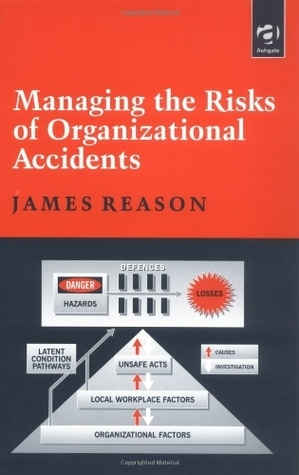 Ashgate
Managing the Risks
of Organizational
Accidents
JAMES REASON
DEFENCES
DANGER
HAZARDS
LOSSES
LATENT
CONDITION
PATHWAYS
UNSAFE ACTS
CAUSES
INVESTIGATION
LOCAL WORKPLACE FACTORS
ORGANIZATIONAL FACTORS